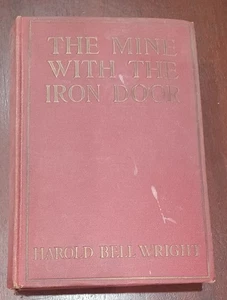 THE MINE
WITH THE
IRON DOOR
HAROLD BELL WRIGHT